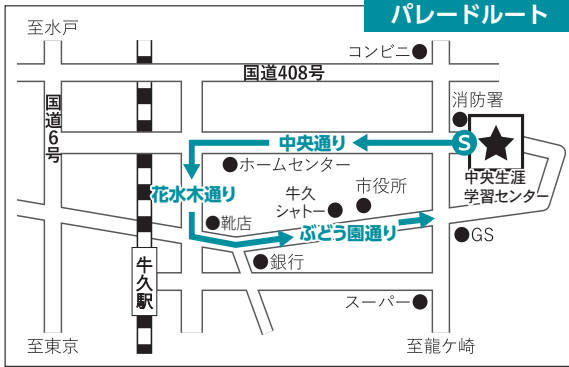 パレードルート
至水戸
コンビニ
国道408号
国道6号
消防署
S
中央通り
ホームセンター
中央生涯
学習センター
花水木通り
市役所
牛久
シャトー
靴店
ぶどう園通り
GS
銀行
牛久駅
スーパー
至東京
至龍ケ崎